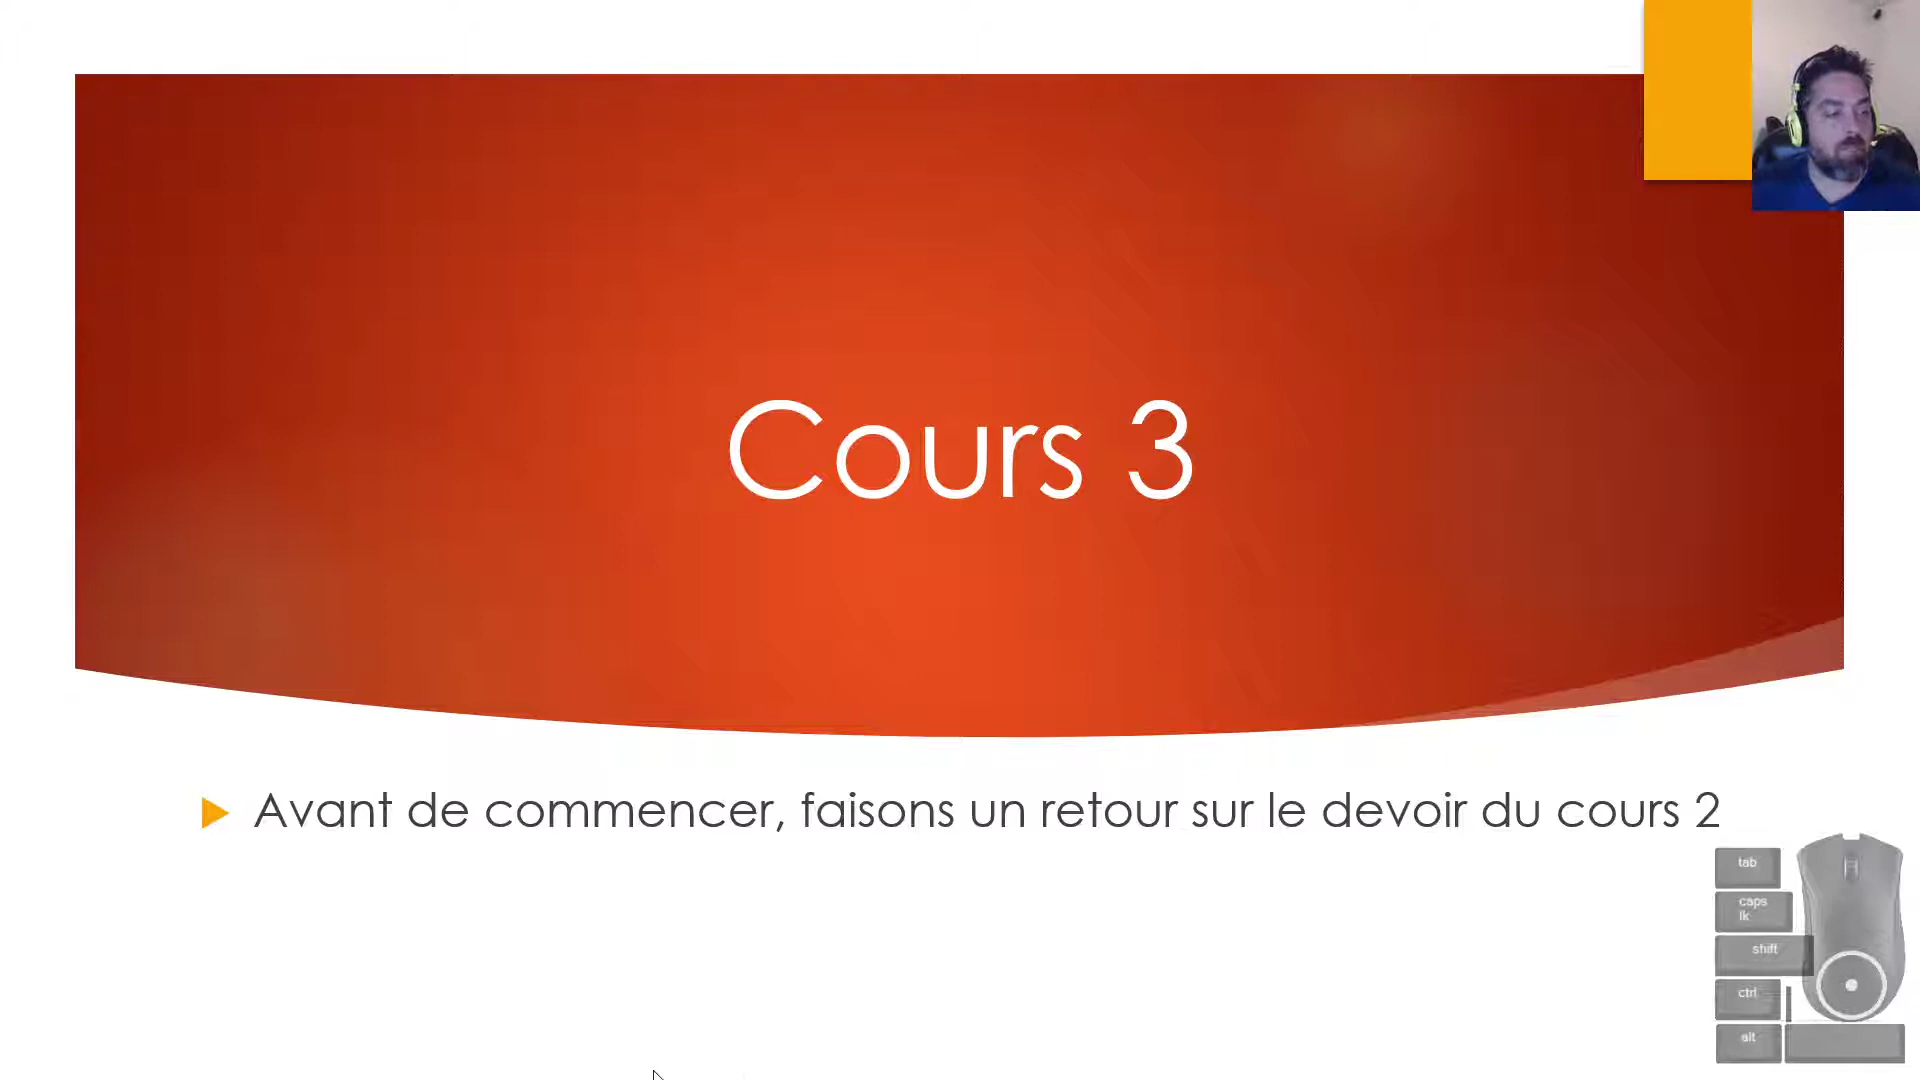 Cours 3
Avant de commencer, faisons un retour sur le devoir du cours 2
tab
caps
lk
shift
ctrl
alt